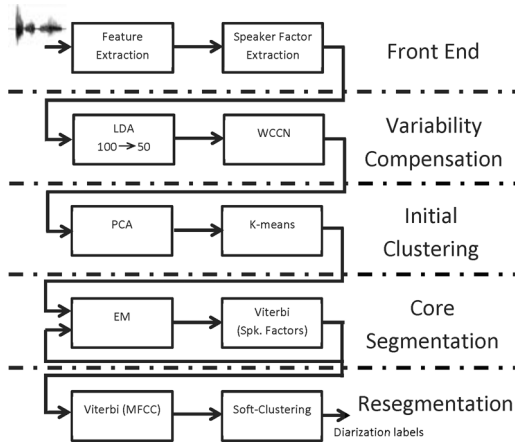 Feature
Extraction
Speaker Factor
Extraction
Front End
LDA
100→50
WCCN
Variability
Compensation
PCA
K-means
Initial
Clustering
EM
Viterbi
(Spk. Factors)
Core
Segmentation
Viterbi (MFCC)
Soft-Clustering
Resegmentation
Diarization labels